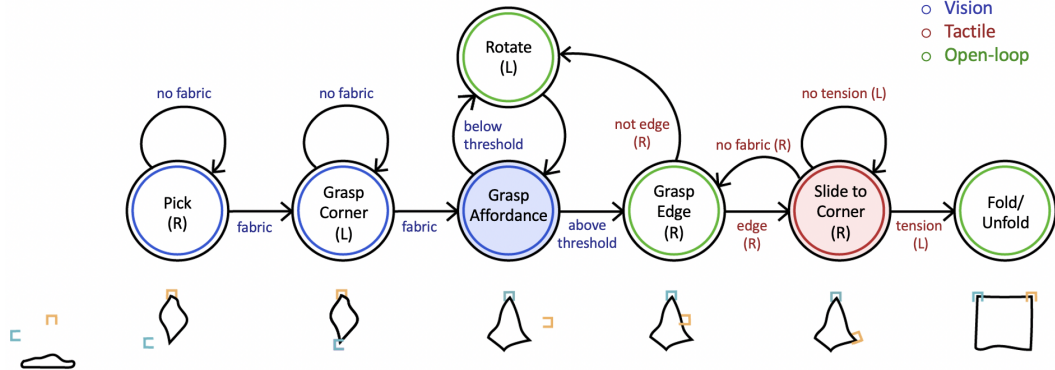 Vision
Tactile
Open-loop
Rotate
(L)
no fabric
no fabric
no tension (L)
below
threshold
not edge
(R)
no fabric (R)
Pick
(R)
fabric
Grasp
Corner
(L)
fabric
Grasp
Affordance
above
threshold
Grasp
Edge
(R)
edge
(R)
Slide to
Corner
(R)
tension
(L)
Fold/
Unfold